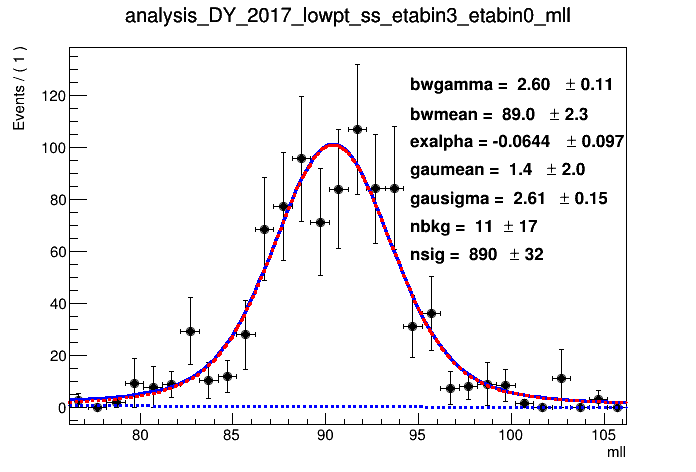 analysis_DY_2017_lowpt_ss_etabin3_etabin0_mll
Events / ( 1 )
120
100
80
60
40
20
0
bwgamma = 2.60 ± 0.11
bwmean = 89.0 ± 2.3
exalpha = -0.0644 ± 0.097
gaumean = 1.4 ± 2.0
gausigma = 2.61 ± 0.15
nbkg = 11 ± 17
nsig = 890 ± 32
80 85 90 95 100 105
mll